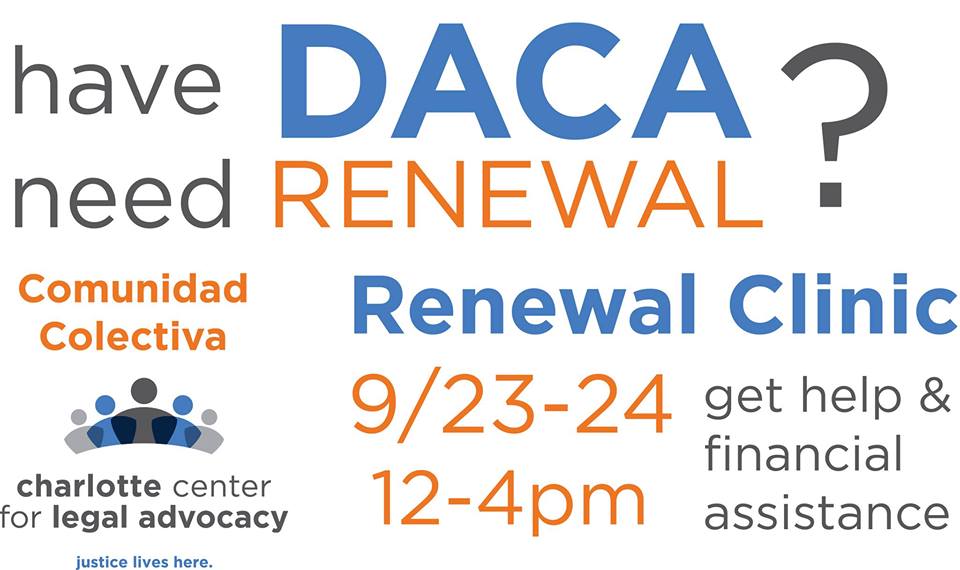 have DACA ?
need RENEWAL
Comunidad
Colectiva
charlotte center
for legal advocacy
justice lives here.
Renewal Clinic
9/23-24
12-4pm
get help &
financial
assistance